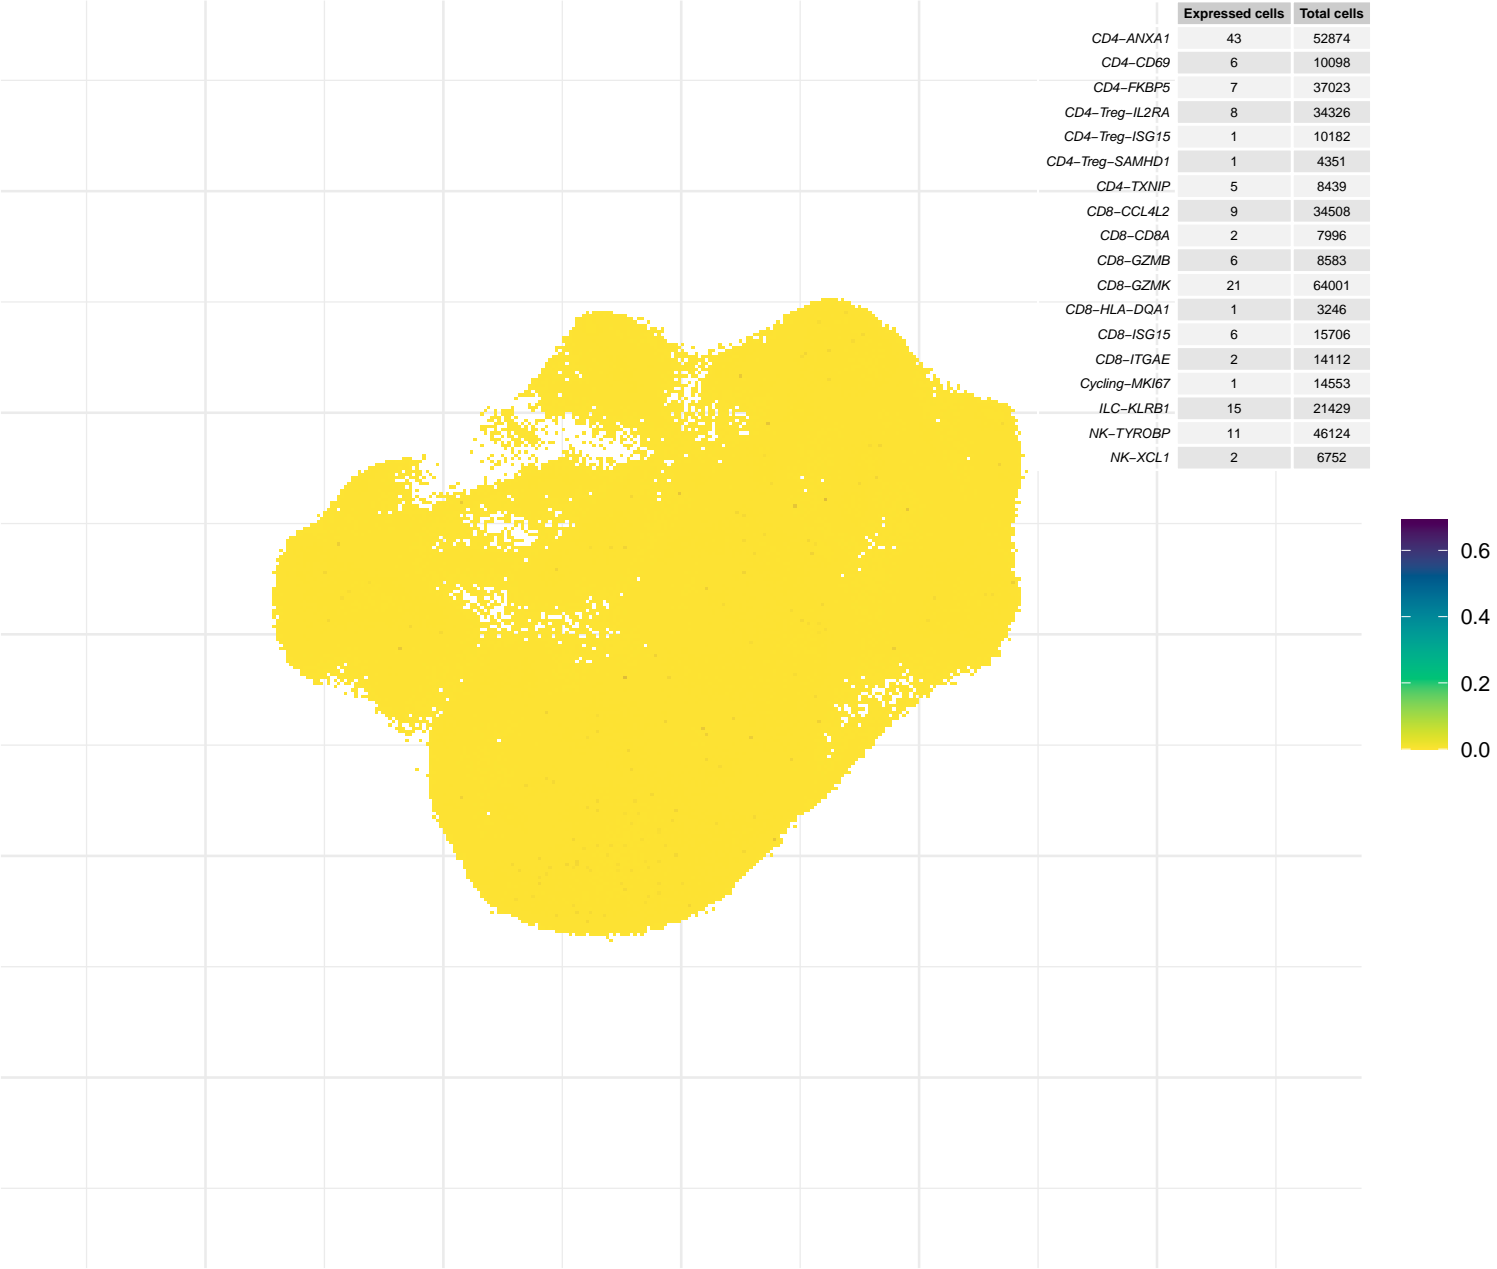 Expressed cells Total cells
CD4−ANXA1 43 52874
CD4−CD69 6 10098
CD4−FKBP5 7 37023
CD4−Treg−IL2RA 8 34326
CD4−Treg−ISG15 1 10182
CD4−Treg−SAMHD1 1 4351
CD4−TXNIP 5 8439
CD8−CCL4L2 9 34508
CD8−CD8A 2 7996
CD8−GZMB 6 8583
CD8−GZMK 21 64001
CD8−HLA−DQA1 1 3246
CD8−ISG15 6 15706
CD8−ITGAE 2 14112
Cycling−MKI67 1 14553
ILC−KLRB1 15 21429
NK−TYROBP 11 46124
NK−XCL1 2 6752
0.6
0.4
0.2
0.0